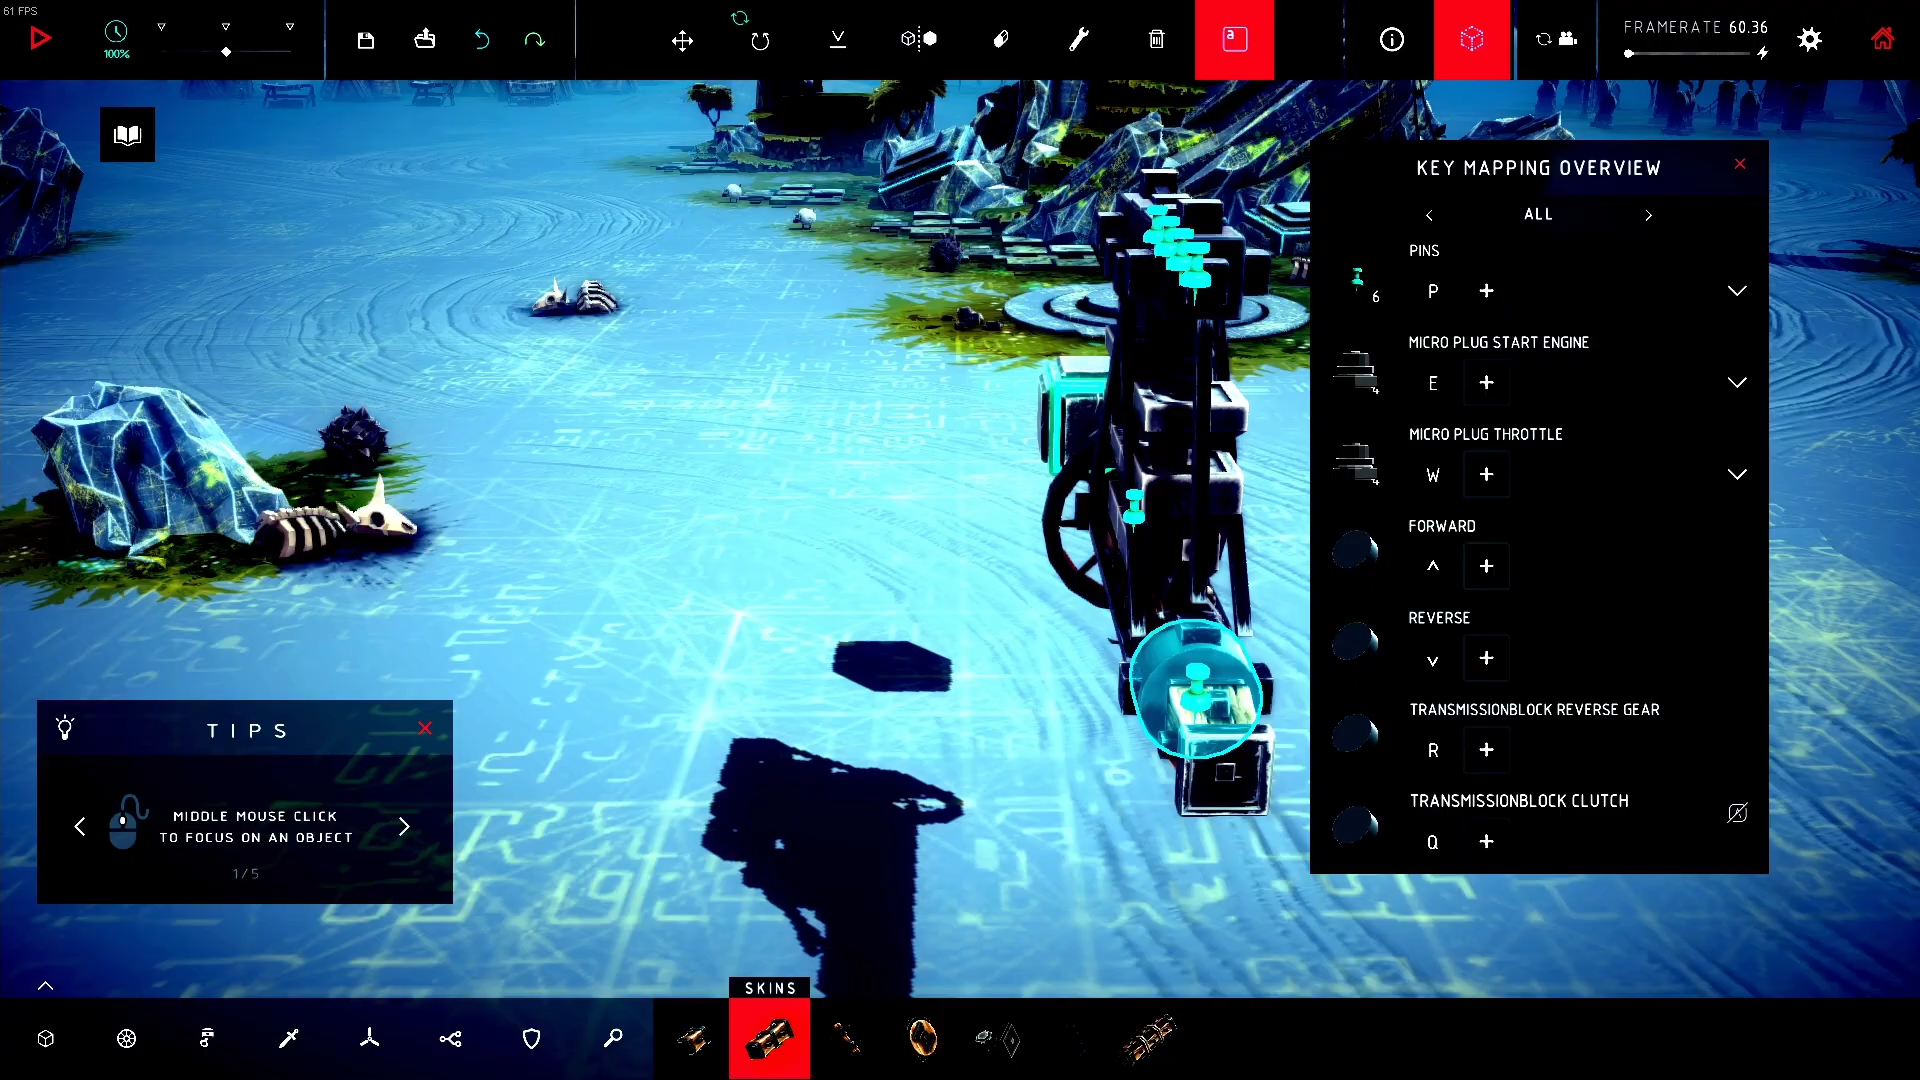 61 FPS
100%
FRAMERATE 60.36
a
KEY MAPPING OVERVIEW
ALL
PINS
6
P +
MICRO PLUG START ENGINE
4
E +
MICRO PLUG THROTTLE
4
W +
FORWARD
+
REVERSE
+
TRANSMISSIONBLOCK REVERSE GEAR
R +
TRANSMISSIONBLOCK CLUTCH
Q +
TIPS
MIDDLE MOUSE CLICK
TO FOCUS ON AN OBJECT
1/5
SKINS